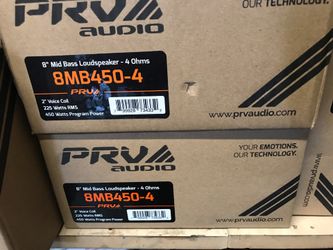 OUR TECHNOLOGY.
PRV
AUDIO
8" Mid Bass Loudspeaker - 4 Ohms
8MB450-4
PRV
2" Voice Coil
225 Watts RMS
450 Watts Program Power
www.prvaudio.com
PRV
AUDIO
YOUR EMOTIONS.
OUR TECHNOLOGY.
8" Mid Bass Loudspeaker - 4 Ohms
8MB450-4
PRV
2" Voice Coil
225 Watts RMS
450 Watts Program Power
www.prvaudio